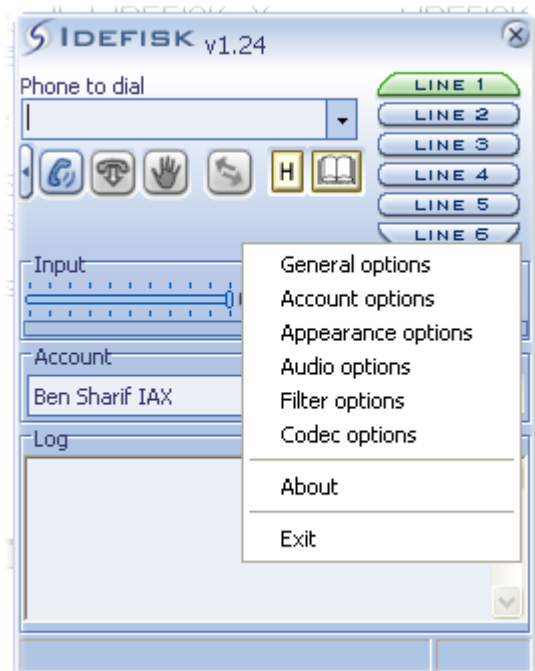 IDEFISK v1.24
Phone to dial
LINE 1
LINE 2
LINE 3
LINE 4
LINE 5
LINE 6
H
Input
General options
Account options
Appearance options
Audio options
Filter options
Codec options
About
Exit
Account
Ben Sharif IAX
Log